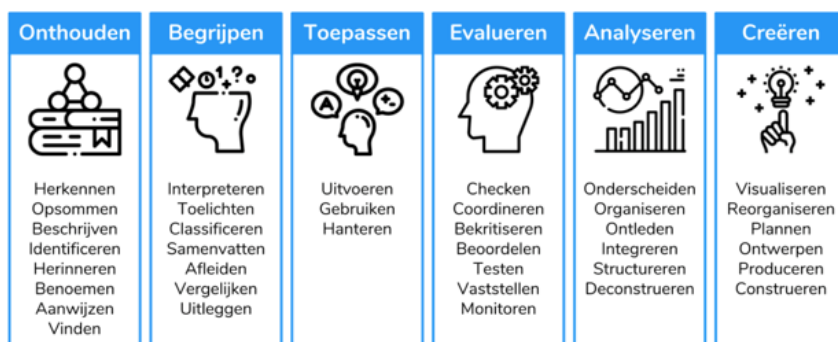 Onthouden
Herkennen
Opsommen
Beschrijven
Identificeren
Herinneren
Benoemen
Aanwijzen
Vinden
Begrijpen
Interpreteren
Toelichten
Classificeren
Samenvatten
Afleiden
Vergelijken
Uitleggen
Toepassen
A
Uitvoeren
Gebruiken
Hanteren
Evalueren
Checken
Coordineren
Bekritiseren
Beoordelen
Testen
Vaststellen
Monitoren
Analyseren
Onderscheiden
Organiseren
Ontleden
Integreren
Structureren
Deconstrueren
Creëren
Visualiseren
Reorganiseren
Plannen
Ontwerpen
Produceren
Construeren